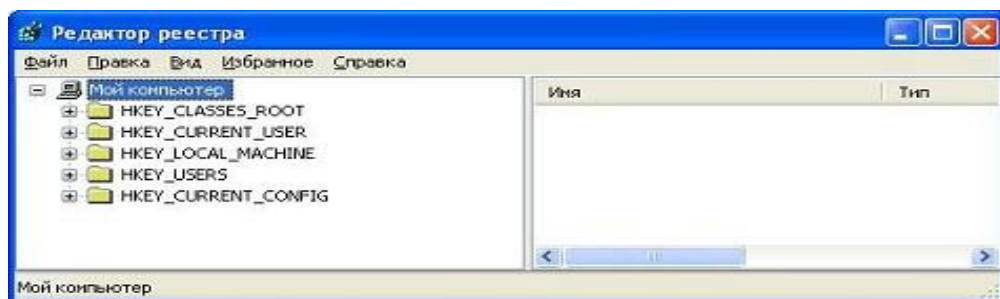 Редактор реестра
Файл Правка Вид Избранное Справка
Мой компьютер
HKEY_CLASSES_ROOT
HKEY_CURRENT_USER
HKEY_LOCAL_MACHINE
HKEY_USERS
HKEY_CURRENT_CONFIG
Имя Тип
Мой компьютер